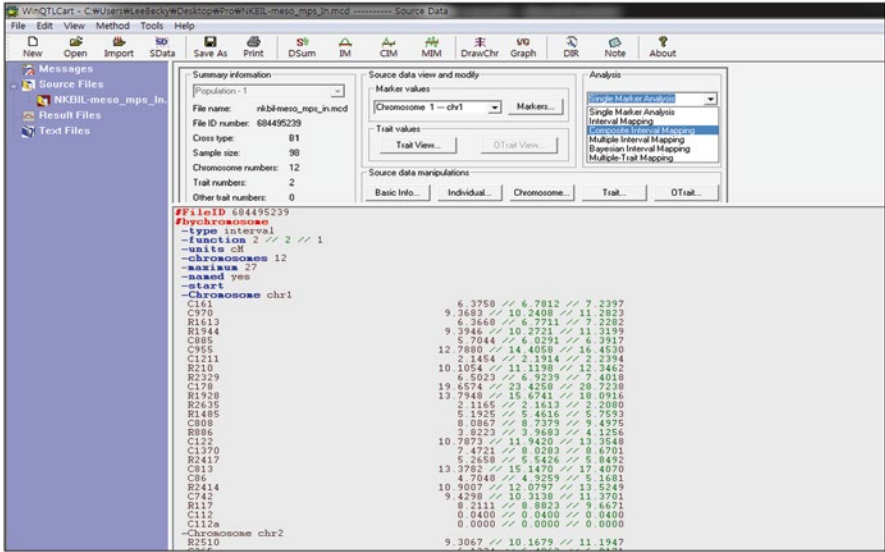 WinQTLCart - C:₩Users₩LeeBecky₩Desktop₩Pro₩NKBIL-meso_mps_In.mcd ---------- Source Data
File Edit View Method Tools Help
New Open Import SData Save As Print DSum IM CIM MIM DrawChr Graph DIR Note About
Messages
Source Files
NKBIL-meso_mps_In.
Result Files
Text Files
Summary information
Population - 1
File name: nkbil-meso_mps_in.mcd
File ID number: 684495239
Cross type: B1
Sample size: 98
Chromosome numbers: 12
Trait numbers: 2
Other trait numbers: 0
Source data view and modify
Marker values
Chromosome 1 --- chr1
Markers...
Trait values
Trait View...
OTrait View...
Analysis
Single Marker Analysis
Single Marker Analysis
Interval Mapping
Composite Interval Mapping
Multiple Interval Mapping
Bayesian Interval Mapping
Multiple-Trait Mapping
Source data manipulations
Basic Info... Individual... Chromosome... Trait... OTrait...
#FileID 684495239
#bychromosome
-type interval
-function 2 // 2 // 1
-units cM
-chromosomes 12
-maximum 27
-named yes
-start
-Chromosome chr1
C161 6.3758 // 6.7812 // 7.2397
C970 9.3683 // 10.2408 // 11.2823
R1613 6.3668 // 6.7711 // 7.2282
R1944 9.3946 // 10.2721 // 11.3199
C885 5.7044 // 6.0291 // 6.3917
C955 12.7880 // 14.4058 // 16.4530
C1211 2.1454 // 2.1914 // 2.2394
R210 10.1054 // 11.1198 // 12.3462
R2329 6.5023 // 6.9239 // 7.4018
C178 19.6574 // 23.4258 // 28.7238
R1928 13.7948 // 15.6741 // 18.0916
R2635 2.1165 // 2.1613 // 2.2080
R1485 5.1925 // 5.4616 // 5.7593
C808 8.0867 // 8.7379 // 9.4975
R886 3.8223 // 3.9683 // 4.1256
C122 10.7873 // 11.9420 // 13.3548
C1370 7.4721 // 8.0283 // 8.6701
R2417 5.2658 // 5.5426 // 5.8492
C813 13.3782 // 15.1470 // 17.4070
C86 4.7048 // 4.9259 // 5.1681
R2414 10.9007 // 12.0797 // 13.5249
C742 9.4298 // 10.3138 // 11.3701
R117 8.2111 // 8.8823 // 9.6671
C112 0.0400 // 0.0400 // 0.0400
C112a 0.0000 // 0.0000 // 0.0000
-Chromosome chr2
R2510 9.3067 // 10.1679 // 11.1947